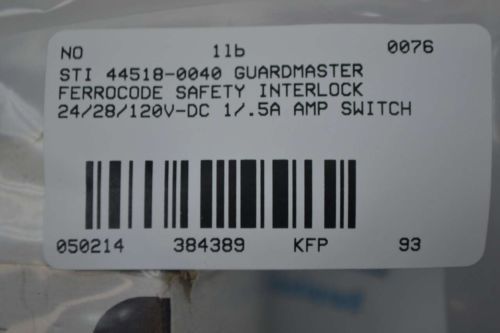 NO 1lb 0076
STI 44518-0040 GUARDMASTER
FERROCODE SAFETY INTERLOCK
24/28/120V-DC 1/.5A AMP SWITCH
050214 384389 KFP 93